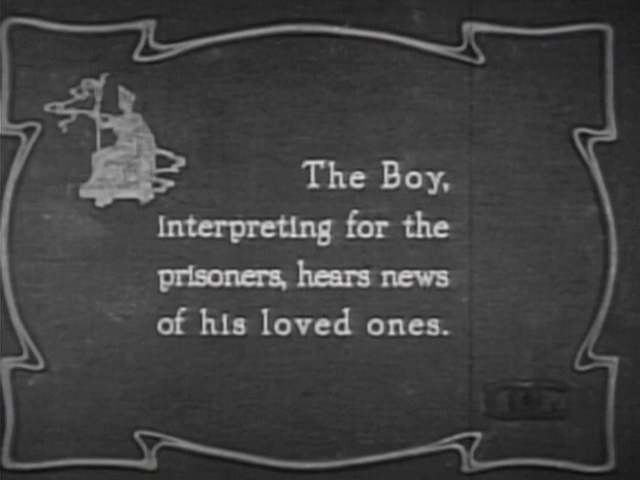 The Boy,
interpreting for the
prisoners, hears news
of his loved ones.